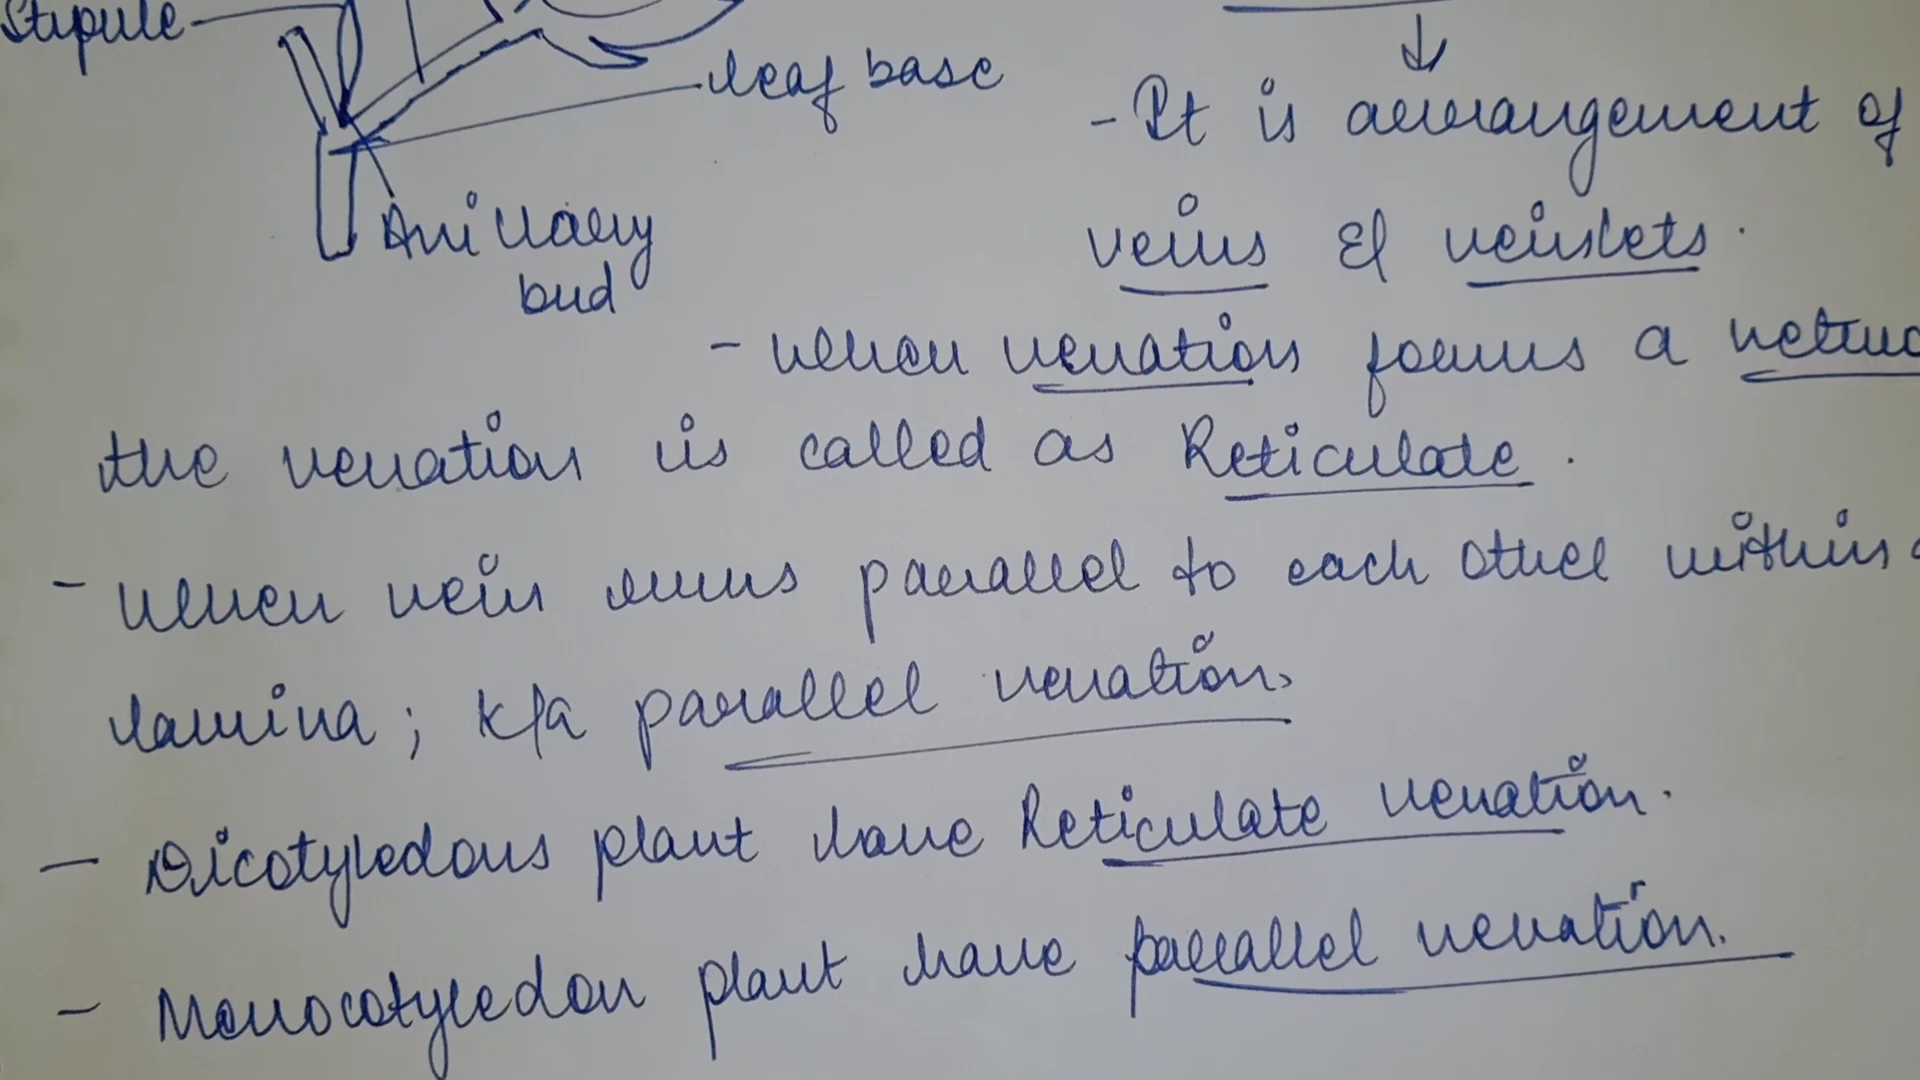 Stipule
leaf base
Axillary
bud
- It is arrangement of
veins & veinlets.
- when venation forms a
the venation is called as Reticulate.
- when vein runs parallel to each other within
lamina; k/a parallel venation.
- Dicotyledons plant have Reticulate venation.
- Monocotyledon plant have parallel venation.